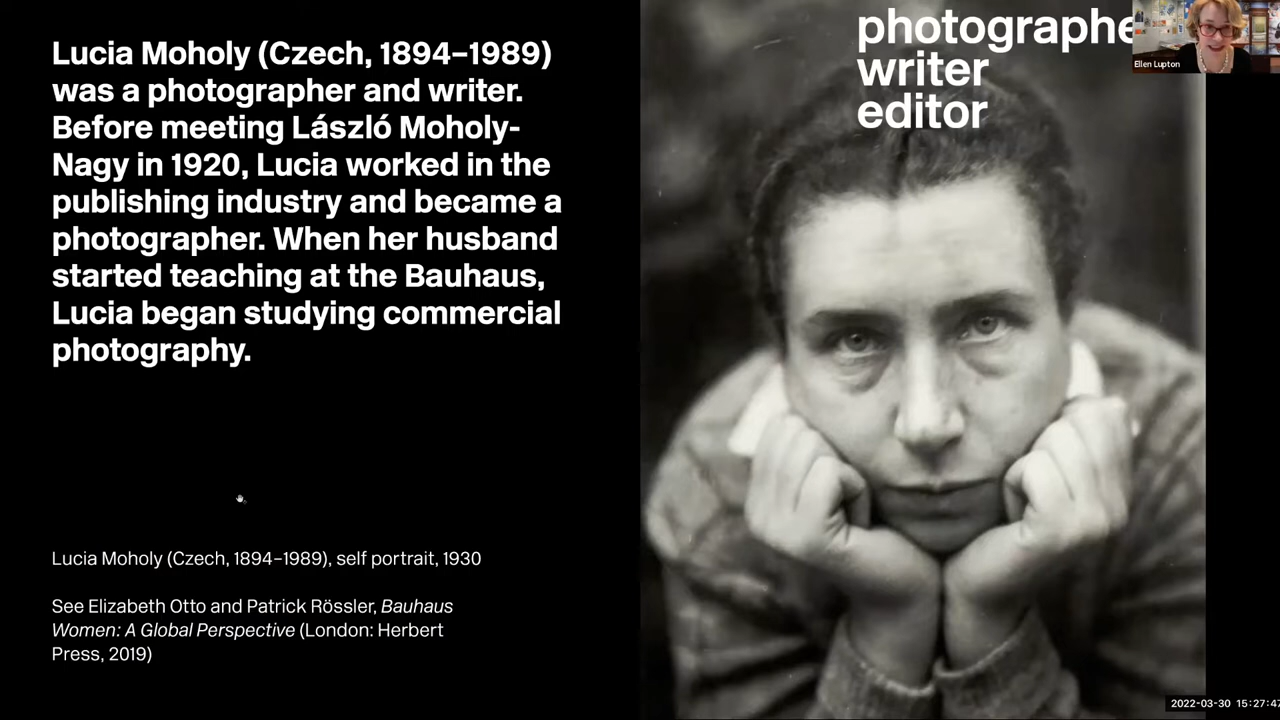 Lucia Moholy (Czech, 1894–1989)
was a photographer and writer.
Before meeting László Moholy-
Nagy in 1920, Lucia worked in the
publishing industry and became a
photographer. When her husband
started teaching at the Bauhaus,
Lucia began studying commercial
photography.
Lucia Moholy (Czech, 1894–1989), self portrait, 1930
See Elizabeth Otto and Patrick Rössler, Bauhaus
Women: A Global Perspective (London: Herbert
Press, 2019)
photographe
writer
editor
Ellen Lupton
2022-03-30 15:27:47